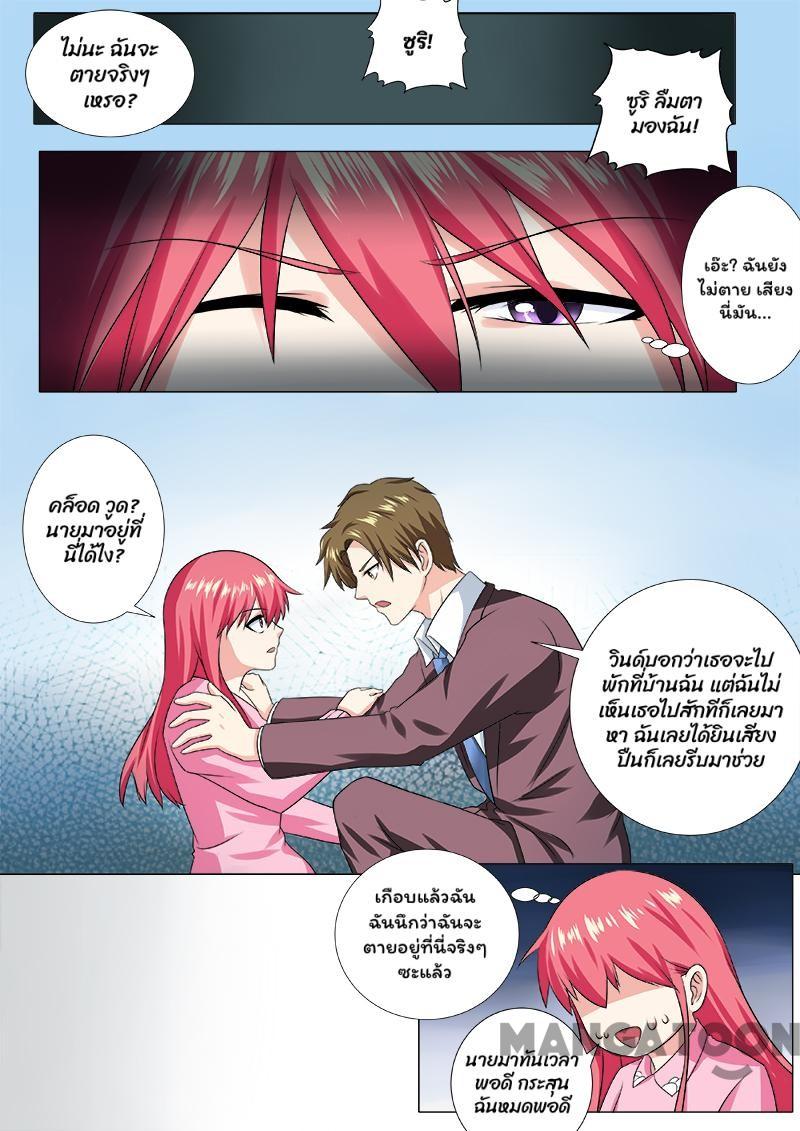 ไม่นะ ฉันจะ
ตายจริงๆ
เหรอ?
ซูริ!
ซูริ ลืมตา
มองฉัน!
เอ๊ะ? ฉันยัง
ไม่ตาย เสียง
นี่มัน...
คล็อด วูด?
นายมาอยู่ที่
นี่ได้ไง?
วินด์บอกว่าเธอจะไป
พักที่บ้านฉัน แต่ฉันไม่
เห็นเธอไปสักทีก็เลยมา
หา ฉันเลยได้ยินเสียง
ปืนก็เลยรีบมาช่วย
เกือบแล้วฉัน
ฉันนึกว่าฉันจะ
ตายอยู่ที่นี่จริงๆ
ซะแล้ว
MANGATOON
นายมาทันเวลา
พอดี กระสุน
ฉันหมดพอดี